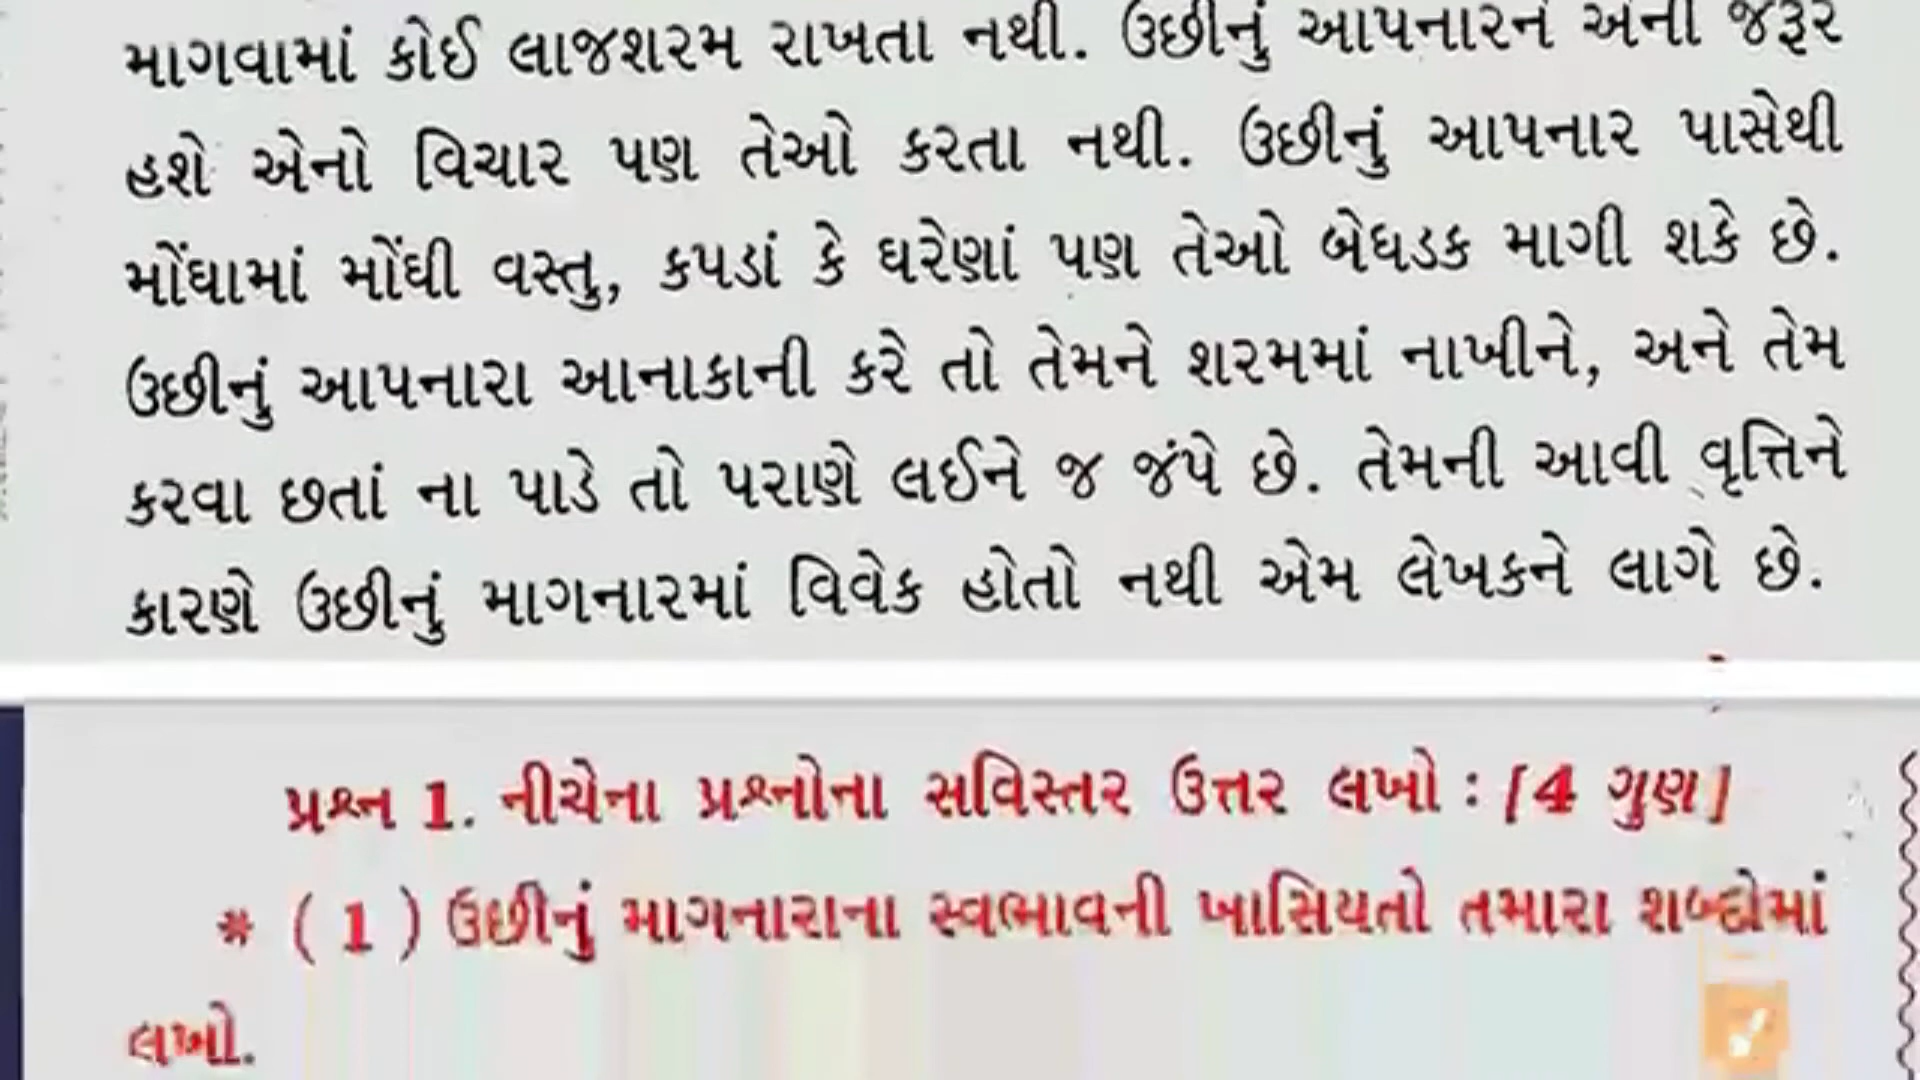 માગવામાં કોઈ લાજશરમ રાખતા નથી. ઉછીનું આપનારને એની જરૂર
હશે એનો વિચાર પણ તેઓ કરતા નથી. ઉછીનું આપનાર પાસેથી
મોંઘામાં મોંઘી વસ્તુ, કપડાં કે ઘરેણાં પણ તેઓ બેધડક માગી શકે છે.
ઉછીનું આપનારા આનાકાની કરે તો તેમને શરમમાં નાખીને, અને તેમ
કરવા છતાં ના પાડે તો પરાણે લઈને જ જંપે છે. તેમની આવી વૃત્તિને
કારણે ઉછીનું માગનારમાં વિવેક હોતો નથી એમ લેખકને લાગે છે.
પ્રશ્ન 1. નીચેના પ્રશ્નોના સવિસ્તર ઉત્તર લખો : [4 ગુણ]
* ( 1 ) ઉછીનું માગનારાના સ્વભાવની ખાસિયતો તમારા શબ્દોમાં
લખો.